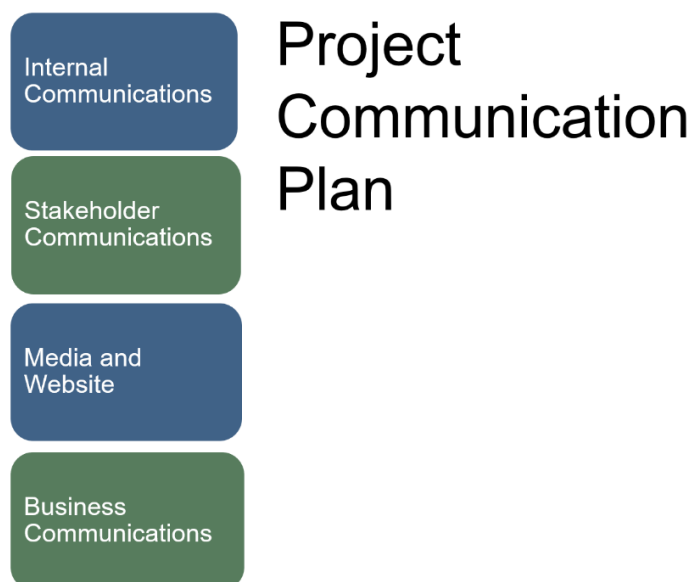 Project
Communication
Plan
Internal
Communications
Stakeholder
Communications
Media and
Website
Business
Communications